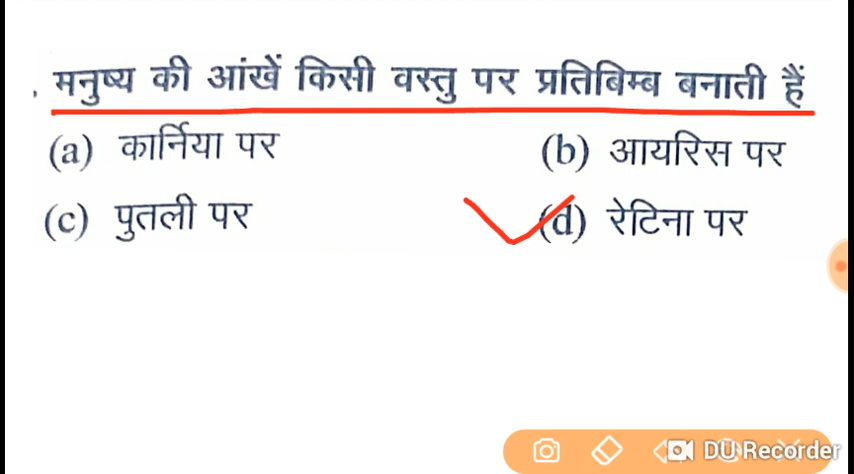 . मनुष्य की आंखें किसी वस्तु पर प्रतिबिम्ब बनाती हैं
(a) कार्निया पर (b) आयरिस पर
(c) पुतली पर (d) रेटिना पर
DU Recorder